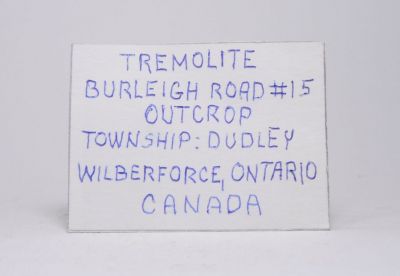 TREMOLITE
BURLEIGH ROAD #15
OUTCROP
TOWNSHIP: DUDLEY
WILBERFORCE, ONTARIO
CANADA